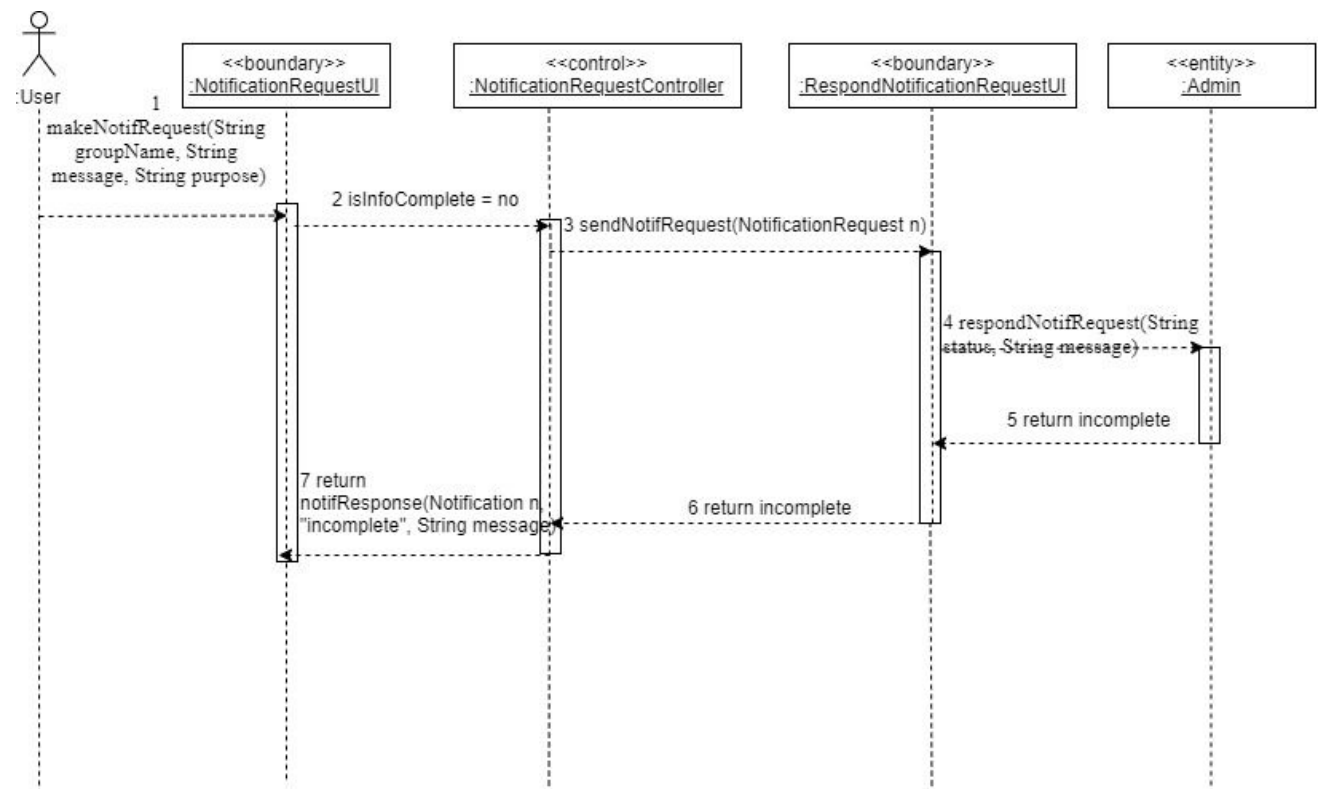 <<boundary>>
:NotificationRequestUI
<<control>>
:NotificationRequestController
<<boundary>>
:RespondNotificationRequestUI
<<entity>>
:Admin
:User
1
makeNotifRequest(String
groupName, String
message, String purpose)
2 isInfoComplete = no
3 sendNotifRequest(NotificationRequest n)
4 respondNotifRequest(String
status, String message)
5 return incomplete
6 return incomplete
7 return
notifResponse(Notification n,
"incomplete", String message)